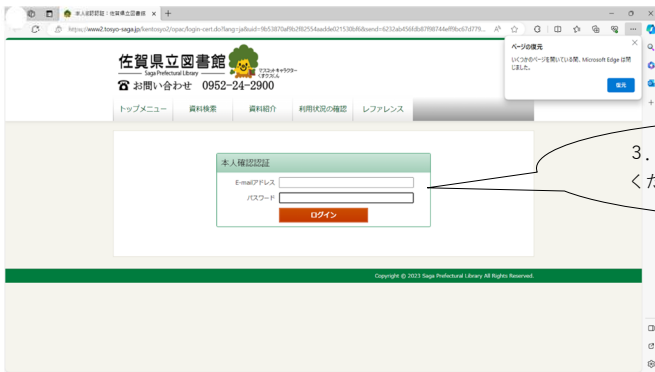 本人確認認証：佐賀県立図書館
https://www2.tosyo-saga.jp/kentosyo2/opac/login-cert.do?lang=ja&uid=
ページの復元
いくつかのページを開いている間、Microsoft Edge は閉じました。
復元
佐賀県立図書館
Saga Prefectural Library
マスコットキャラクター
くすクスくん
お問い合わせ 0952-24-2900
トップメニュー 資料検索 資料紹介 利用状況の確認 レファレンス
本人確認認証
E-mailアドレス
パスワード
ログイン
3．
くだ
Copyright © 2023 Saga Prefectural Library All Rights Reserved.